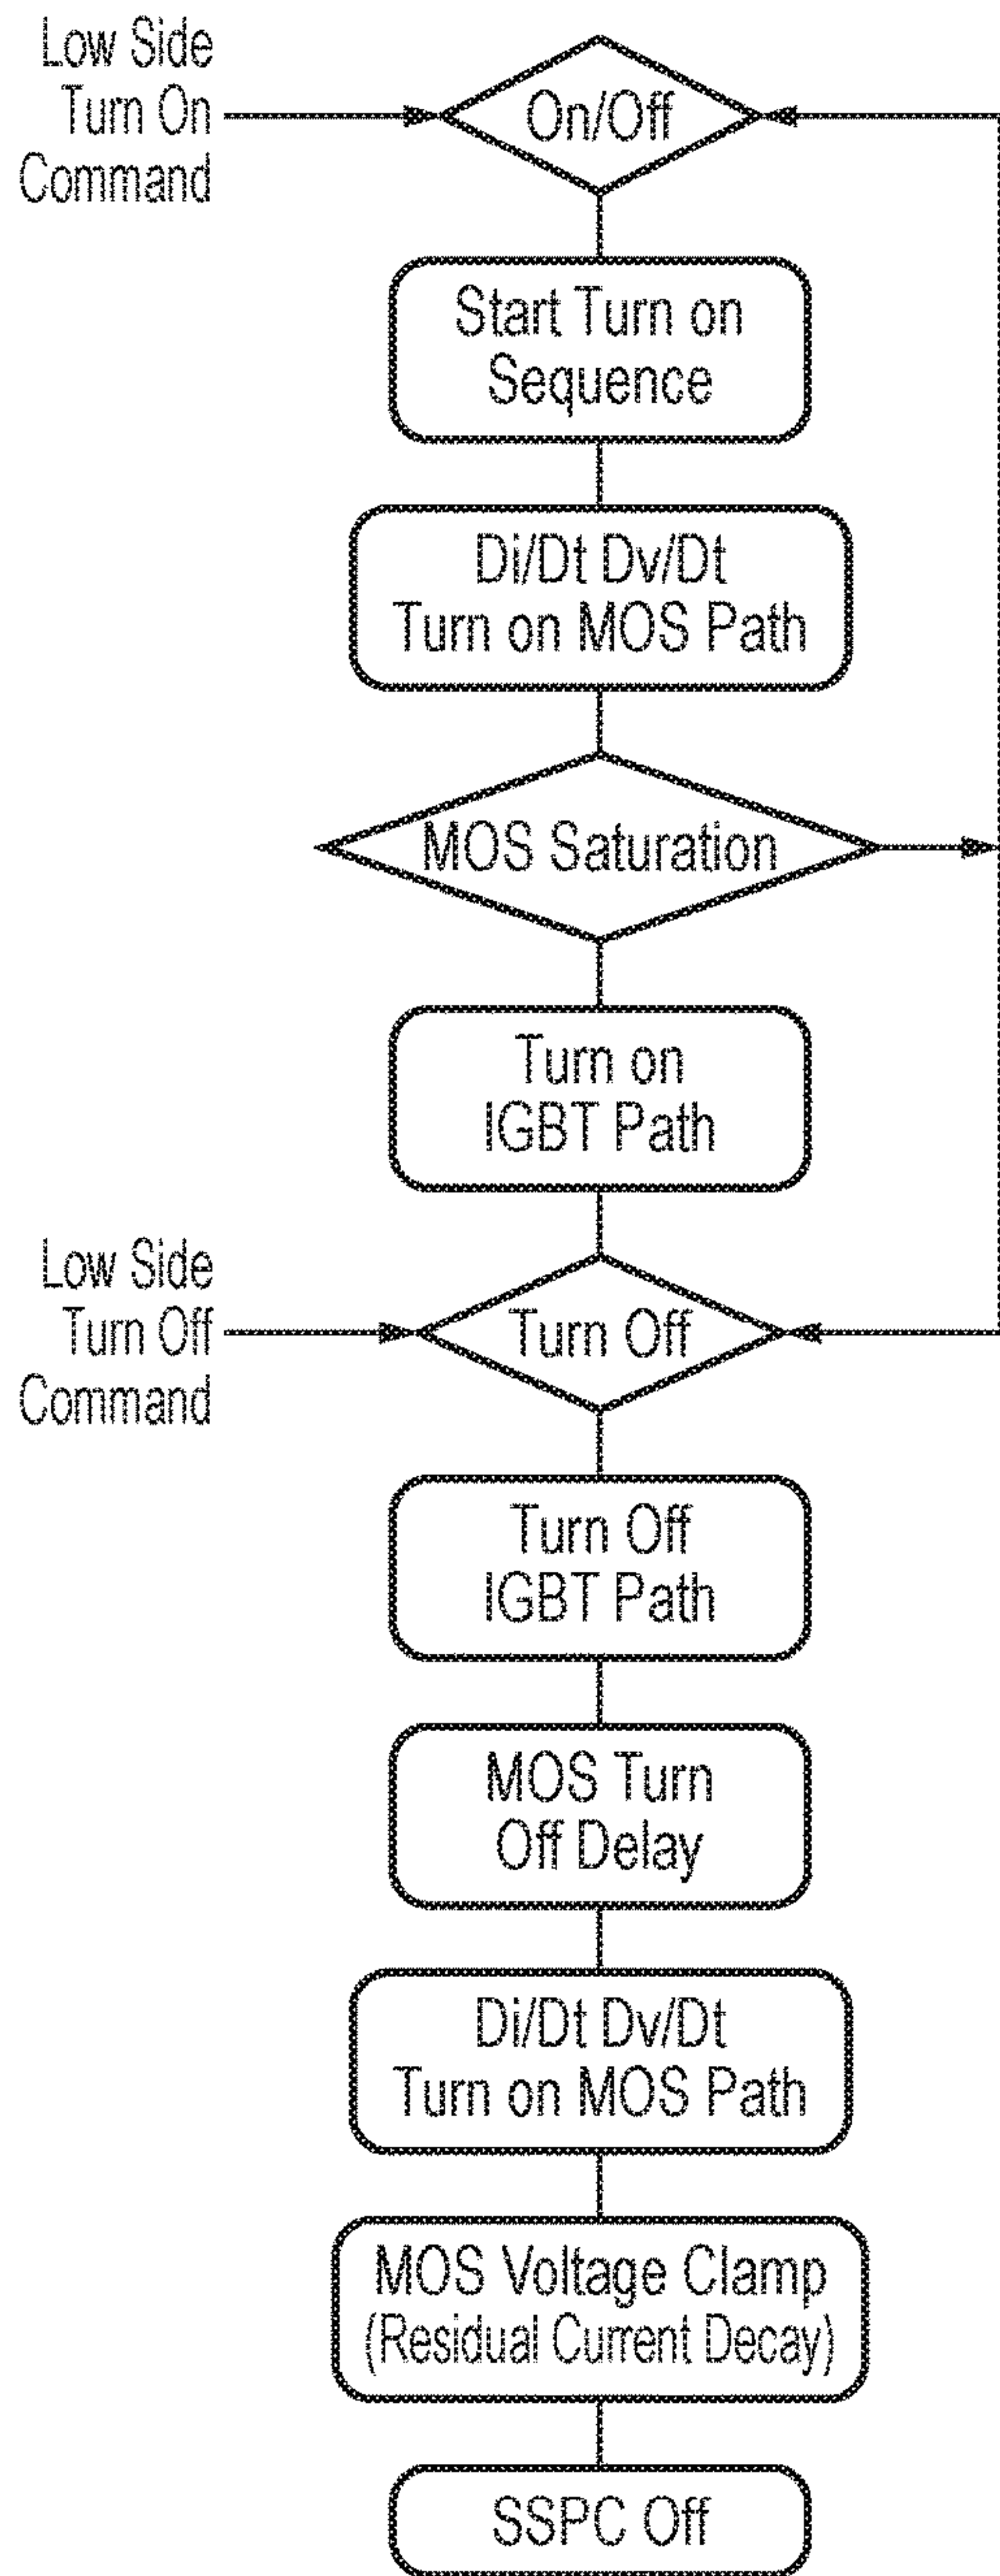 Low Side
Turn On
Command
On/Off
Start Turn on
Sequence
Di/Dt Dv/Dt
Turn on MOS Path
MOS Saturation
Turn on
IGBT Path
Low Side
Turn Off
Command
Turn Off
Turn Off
IGBT Path
MOS Turn
Off Delay
Di/Dt Dv/Dt
Turn on MOS Path
MOS Voltage Clamp
(Residual Current Decay)
SSPC Off